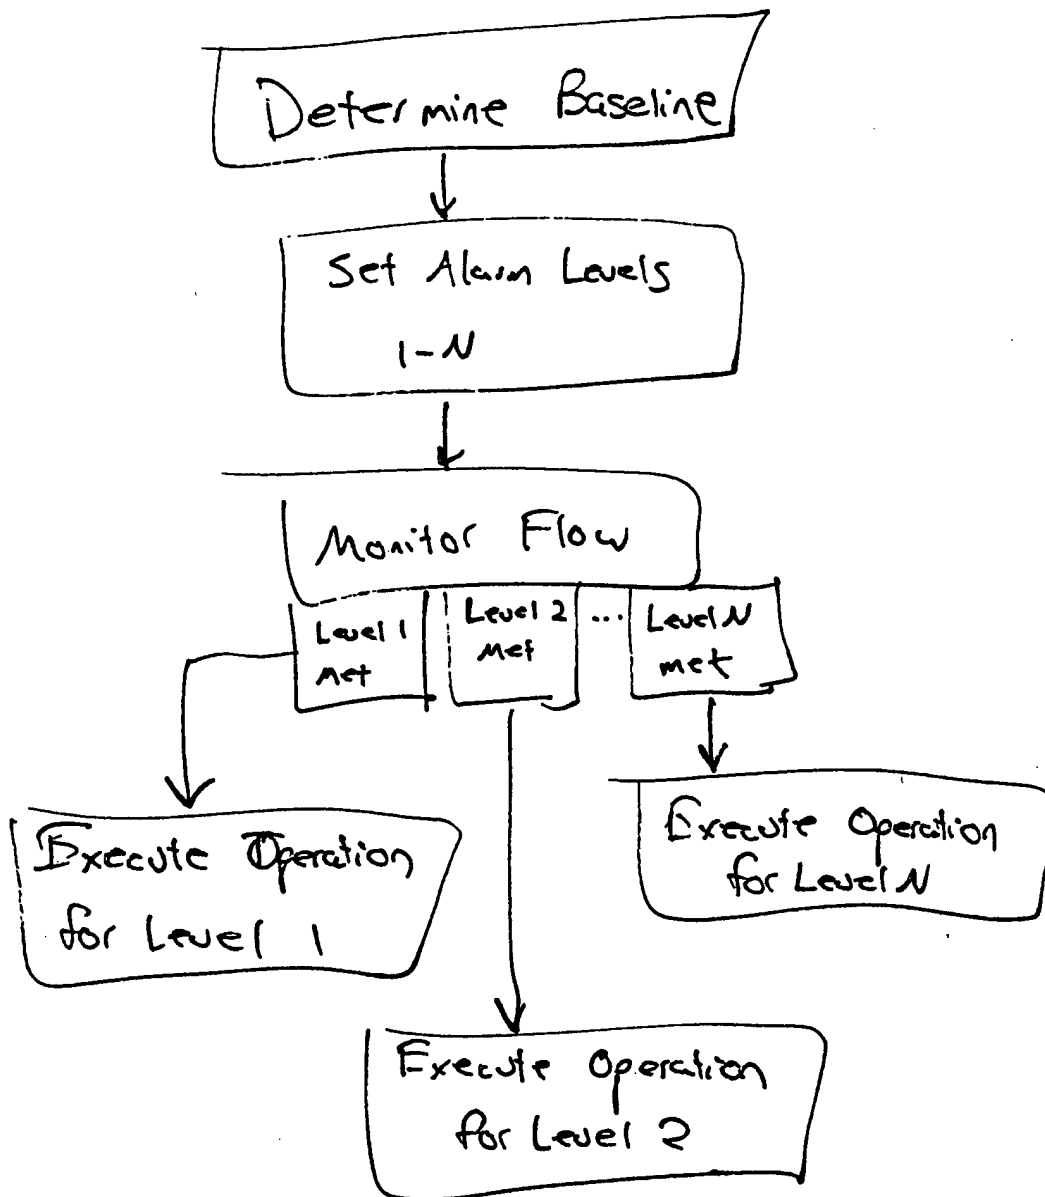 Determine Baseline
Set Alarm Levels
1-N
Monitor Flow
Level 1
Met
Level 2
Met
...
Level N
met
Execute Operation
for Level 1
Execute Operation
for Level N
Execute Operation
for Level 2